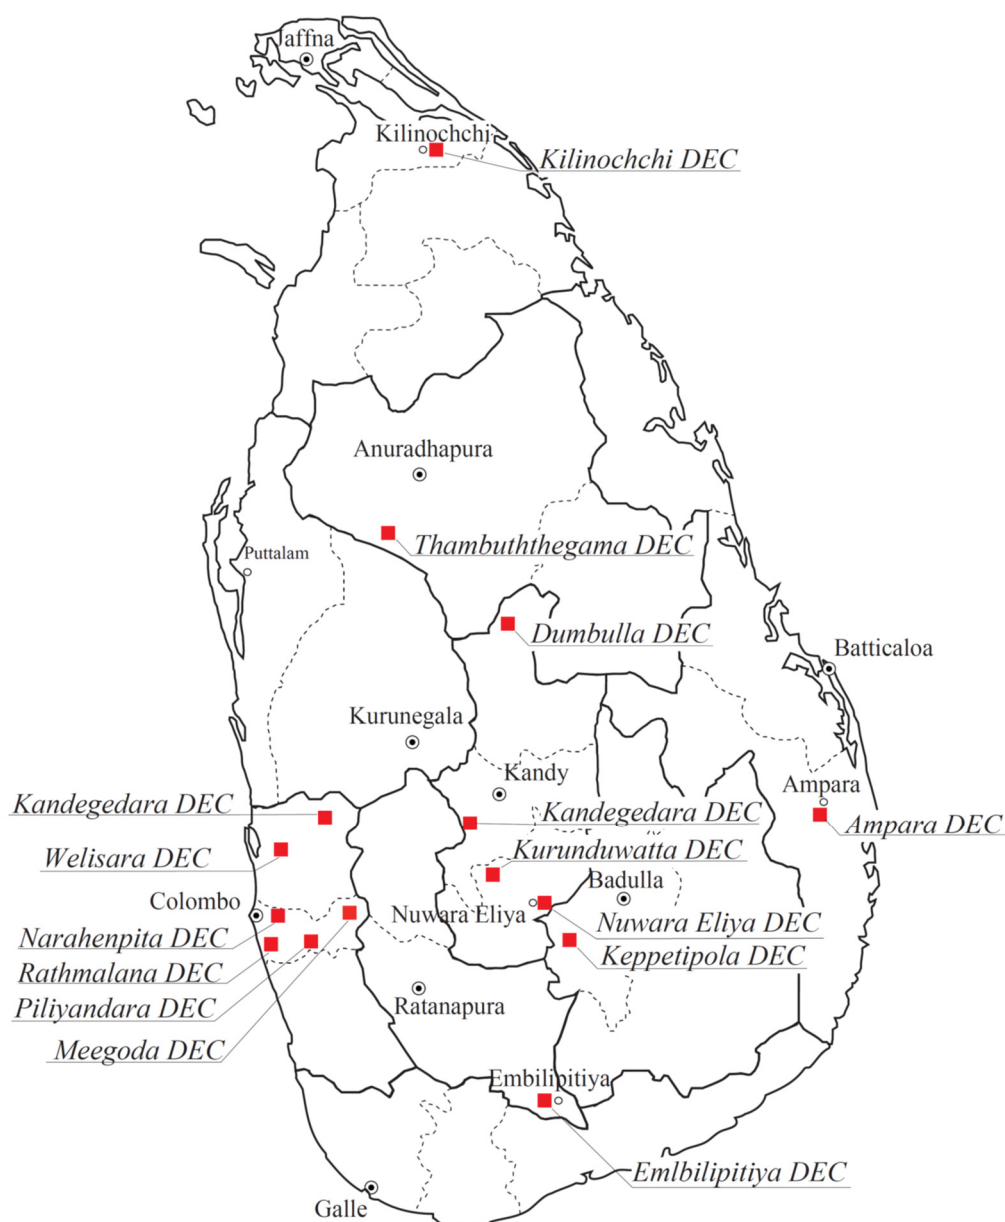 Jaffna
Kilinochchi
Kilinochchi DEC
Anuradhapura
Thambuththegama DEC
Puttalam
Dumbulla DEC
Batticaloa
Kurunegala
Kandy
Ampara
Kandegedara DEC
Kandegedara DEC
Ampara DEC
Welisara DEC
Kurunduwatta DEC
Badulla
Colombo
Nuwara Eliya
Nuwara Eliya DEC
Narahenpita DEC
Keppetipola DEC
Rathmalana DEC
Piliyandara DEC
Ratanapura
Meegoda DEC
Embilipitiya
Emlbilipitiya DEC
Galle